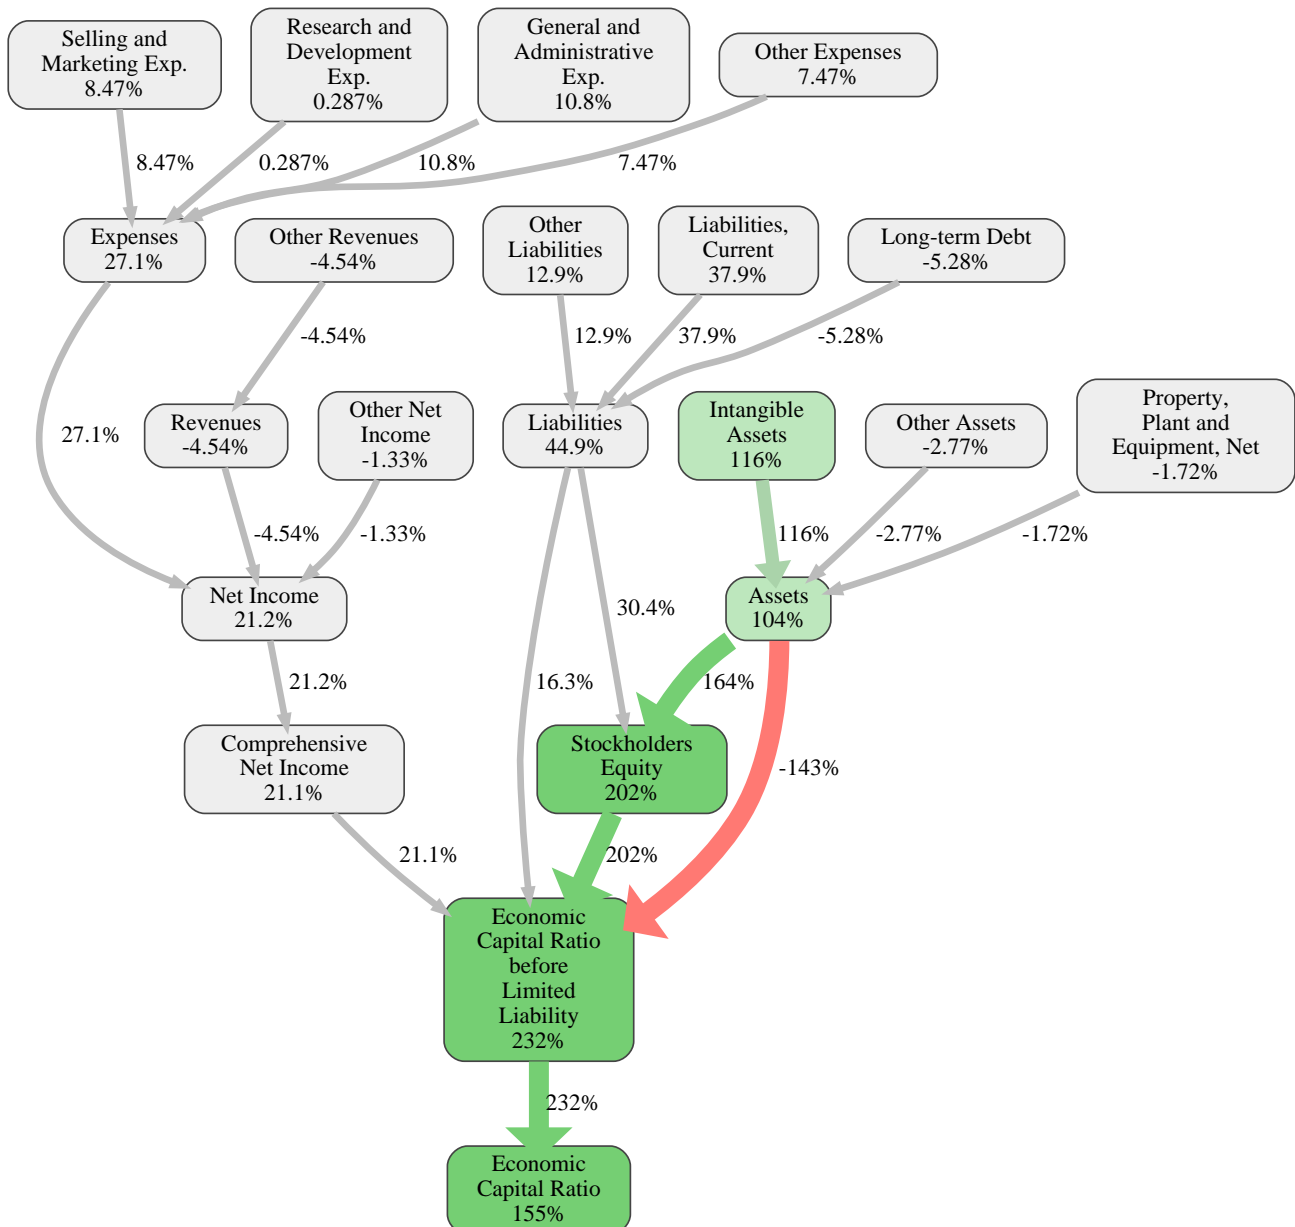 Selling and
Marketing Exp.
8.47%
Research and
Development
Exp.
0.287%
General and
Administrative
Exp.
10.8%
Other Expenses
7.47%
8.47%
0.287%
10.8%
7.47%
Expenses
27.1%
Other Revenues
-4.54%
Other
Liabilities
12.9%
Liabilities,
Current
37.9%
Long-term Debt
-5.28%
-4.54%
12.9%
37.9%
-5.28%
27.1%
Revenues
-4.54%
Other Net
Income
-1.33%
Liabilities
44.9%
Intangible
Assets
116%
Other Assets
-2.77%
Property,
Plant and
Equipment, Net
-1.72%
-4.54%
-1.33%
116%
-2.77%
-1.72%
Net Income
21.2%
30.4%
Assets
104%
21.2%
16.3%
164%
Comprehensive
Net Income
21.1%
Stockholders
Equity
202%
-143%
21.1%
202%
Economic
Capital Ratio
before
Limited
Liability
232%
232%
Economic
Capital Ratio
155%